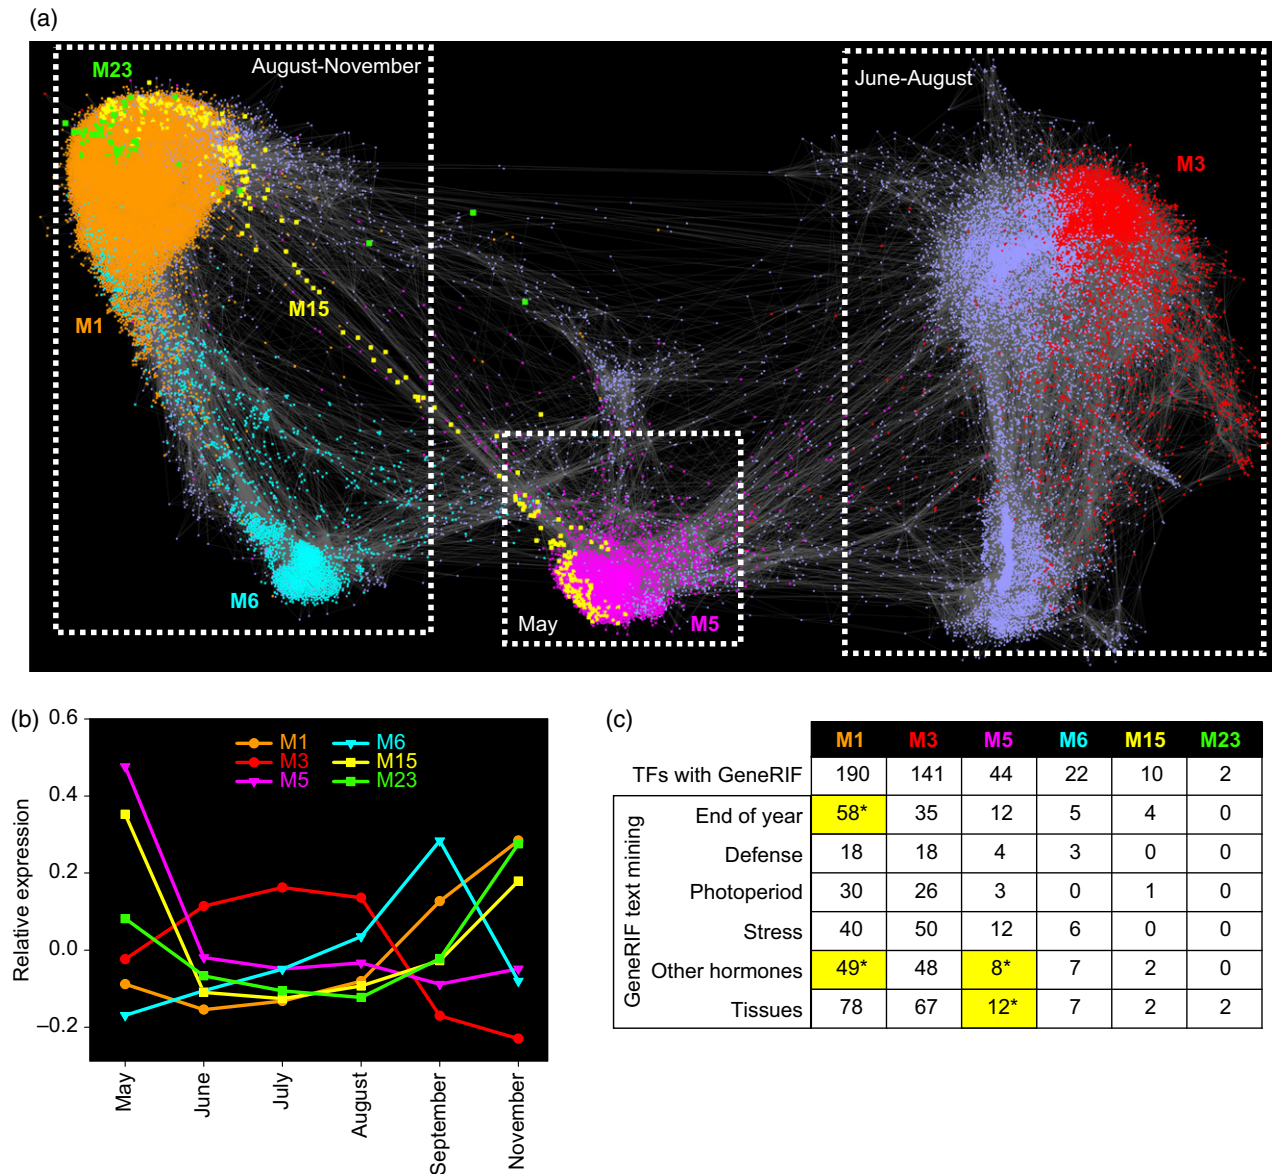 (a)
M23
August-November
June-August
M3
M15
M1
M6
May
M5
(b)
0.6
0.4
0.2
0.0
–0.2
Relative expression
M1
M3
M5
M6
M15
M23
May
June
July
August
September
November
(c)
M1 M3 M5 M6 M15 M23
TFs with GeneRIF 190 141 44 22 10 2
GeneRIF text mining
End of year 58* 35 12 5 4 0
Defense 18 18 4 3 0 0
Photoperiod 30 26 3 0 1 0
Stress 40 50 12 6 0 0
Other hormones 49* 48 8* 7 2 0
Tissues 78 67 12* 7 2 2